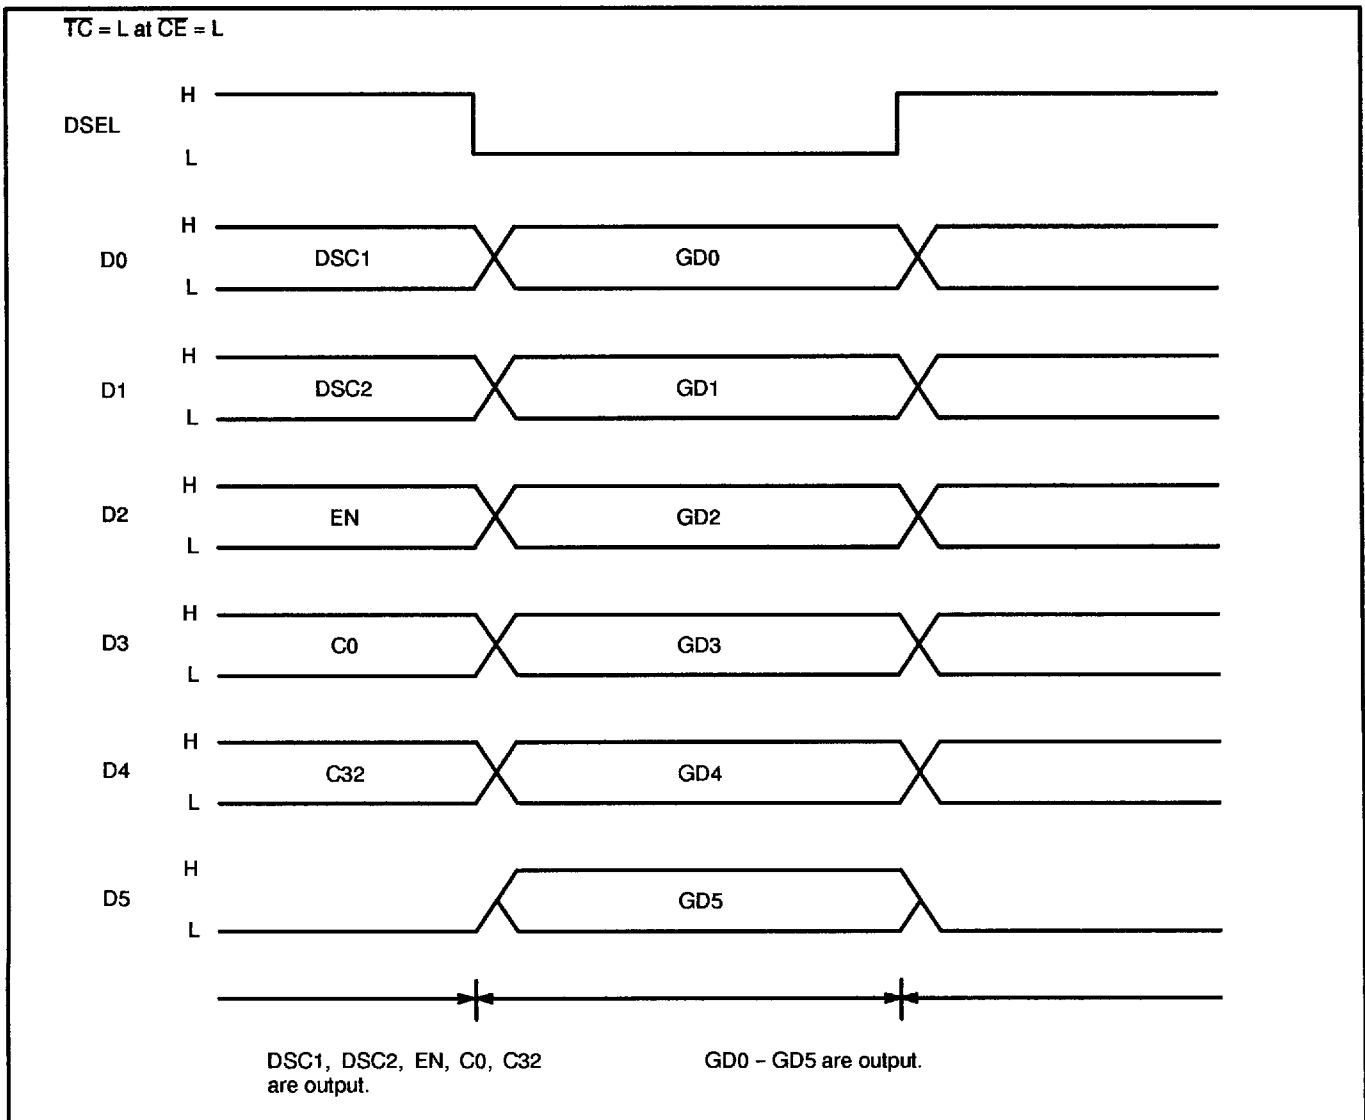 TC = L at CE = L
H
DSEL
L
H
D0 DSC1 GD0
L
H
D1 DSC2 GD1
L
H
D2 EN GD2
L
H
D3 C0 GD3
L
H
D4 C32 GD4
L
H
D5 GD5
L
DSC1, DSC2, EN, C0, C32 GD0 – GD5 are output.
are output.